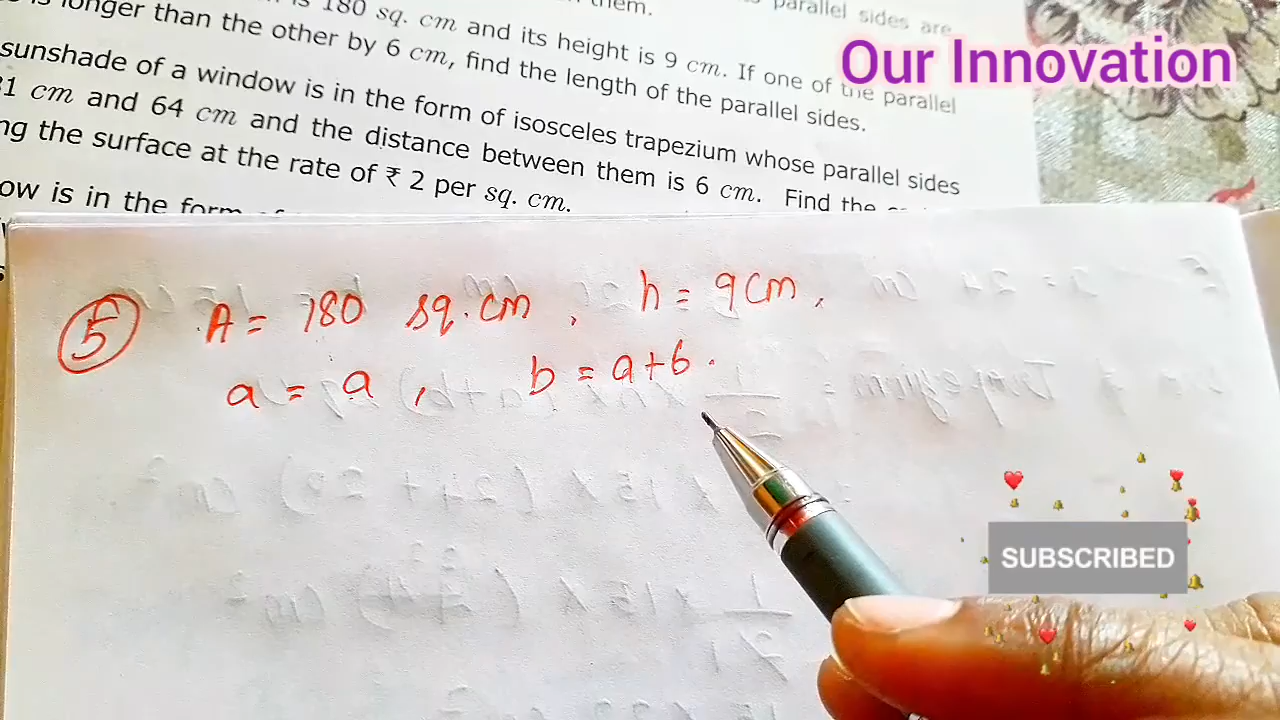 them.
parallel sides are
is 180 sq. cm and its height is 9 cm. If one of the parallel
longer than the other by 6 cm, find the length of the parallel sides.
sunshade of a window is in the form of isosceles trapezium whose parallel sides
31 cm and 64 cm and the distance between them is 6 cm. Find the
ng the surface at the rate of ₹ 2 per sq. cm.
ow is in the form of
Our Innovation
5 A = 180 sq.cm , h = 9cm ,
a = a , b = a+6 .
SUBSCRIBED